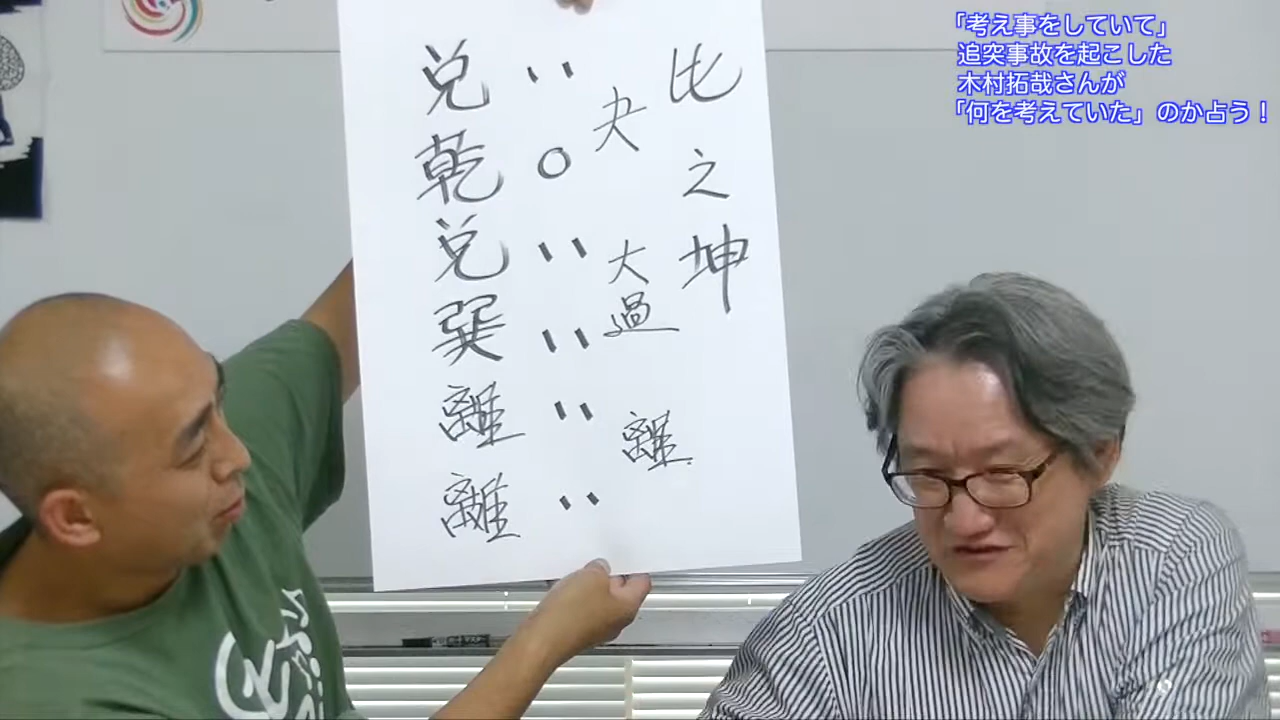 「考え事をしていて」
追突事故を起こした
木村拓哉さんが
「何を考えていた」のか占う！
比之坤
兌
乾
兌
巽
離
離
夬
大過
離